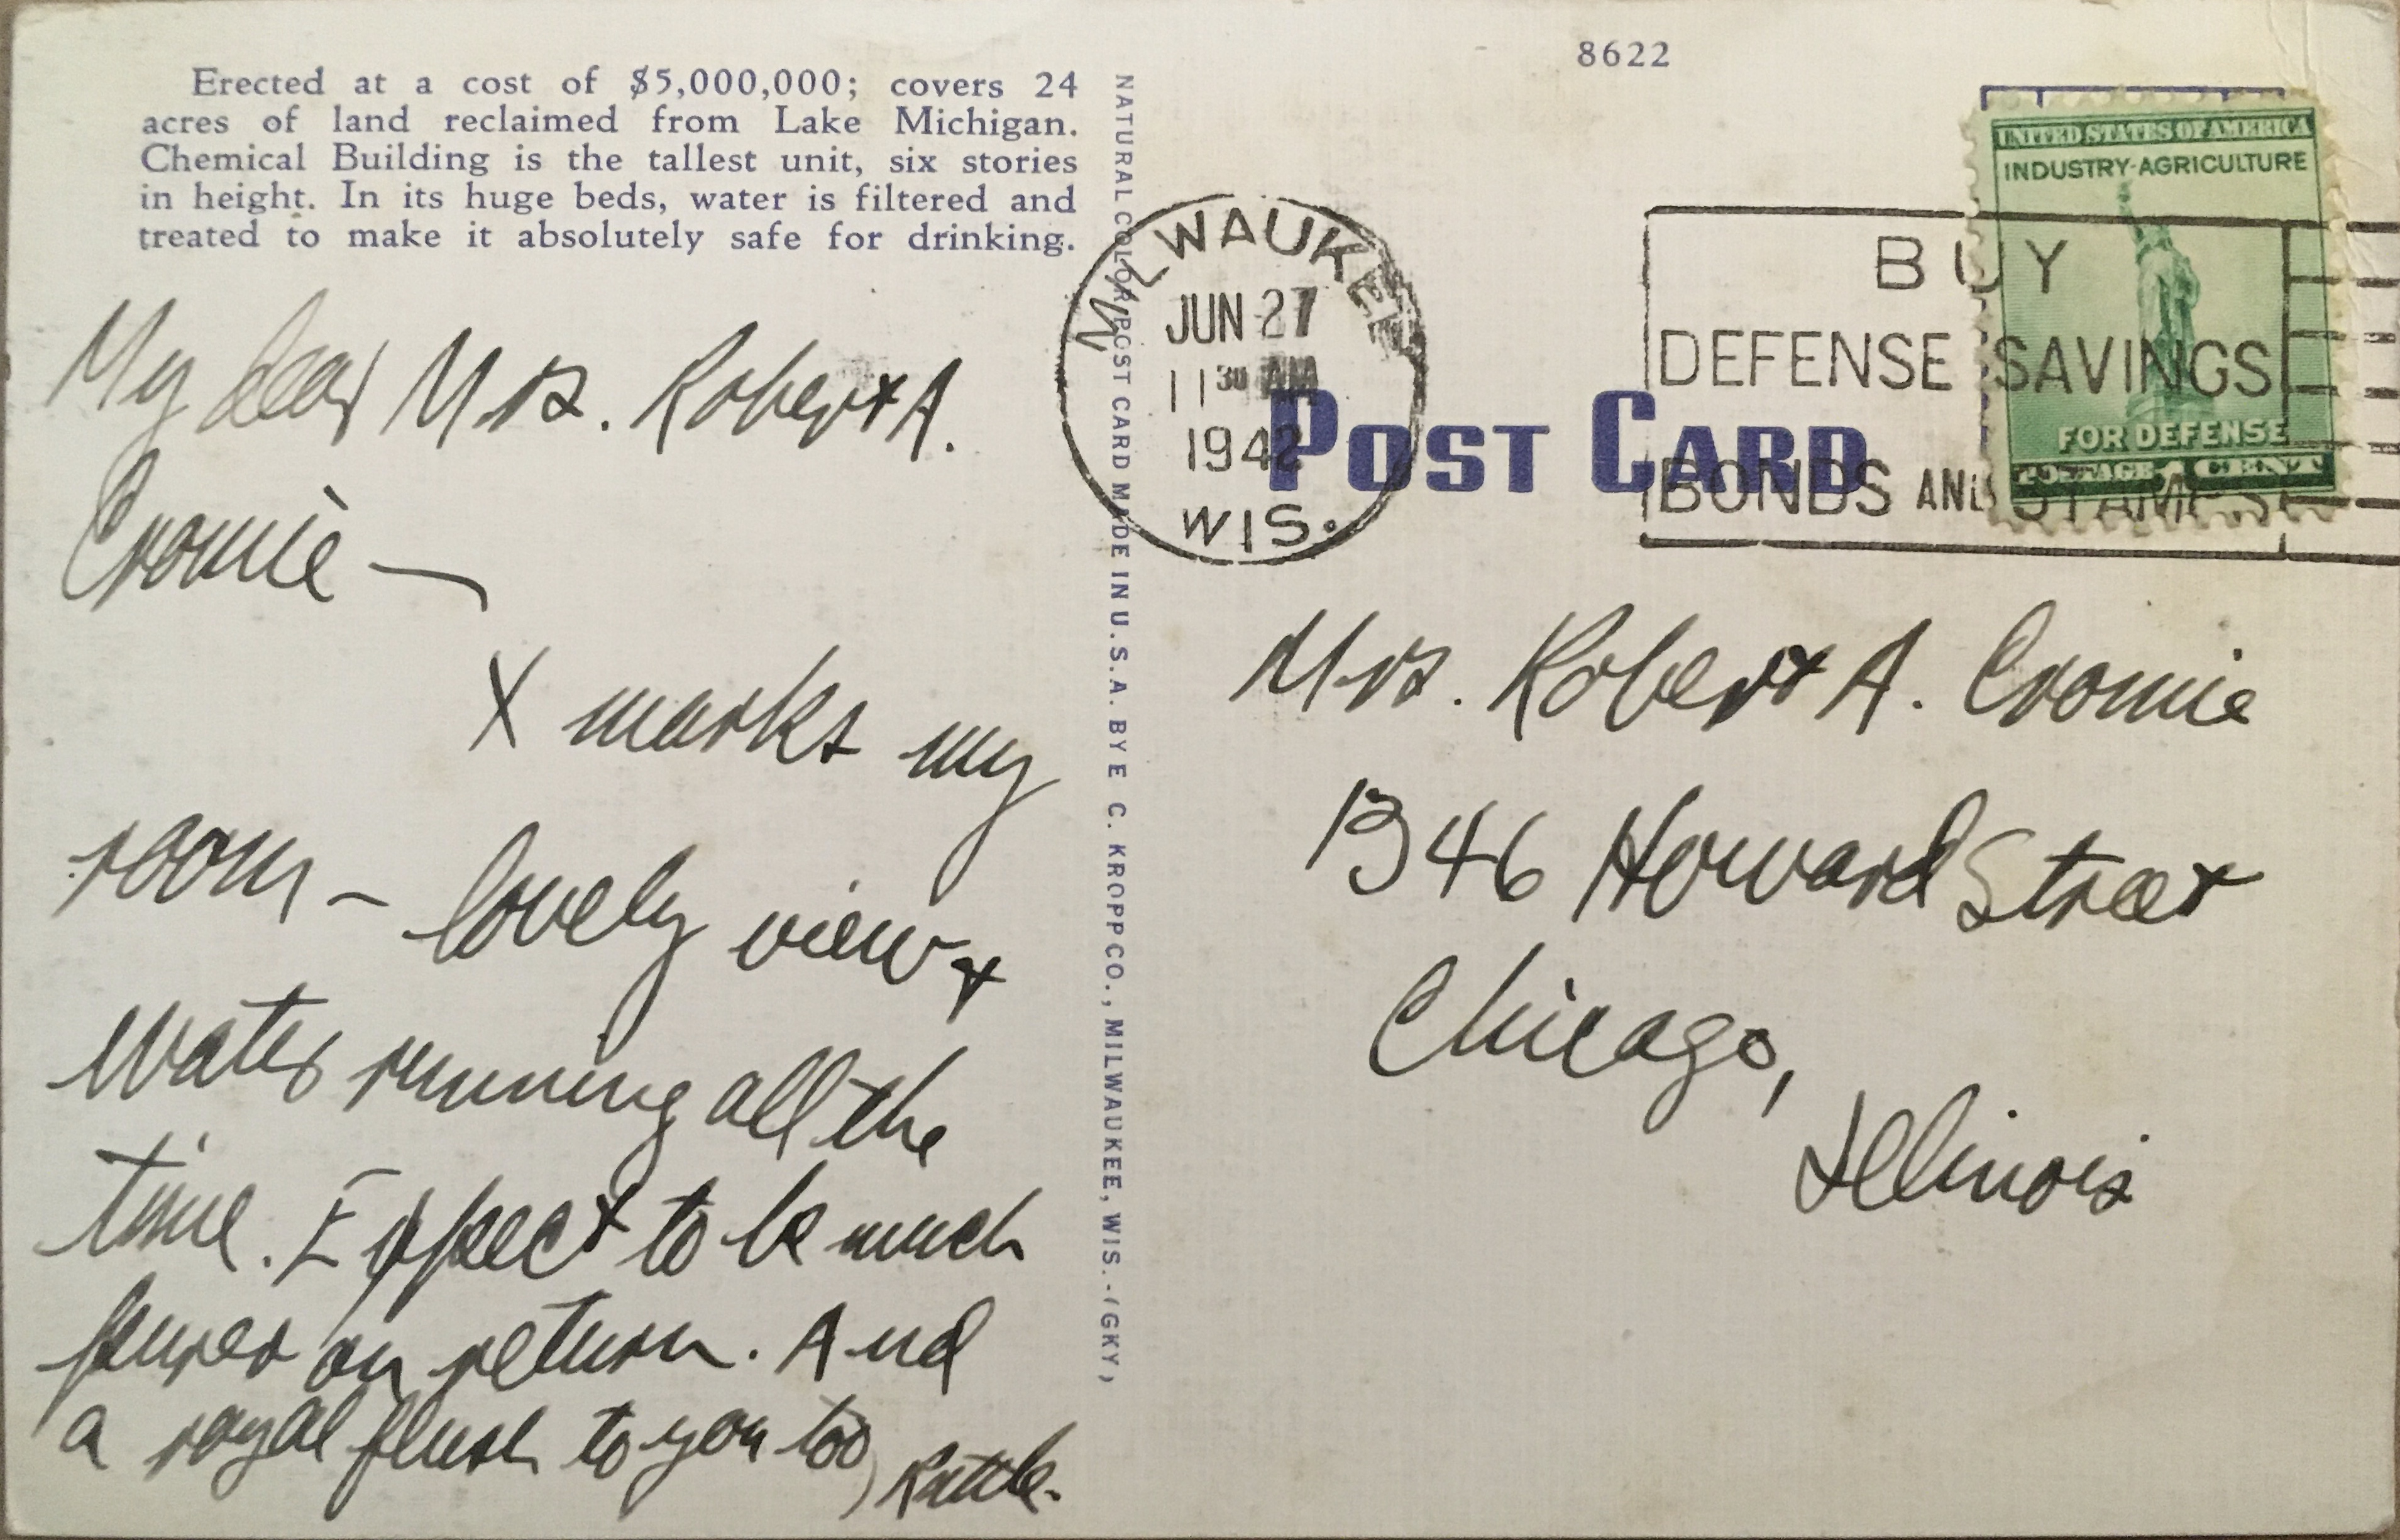 8622
Erected at a cost of $5,000,000; covers 24
acres of land reclaimed from Lake Michigan.
Chemical Building is the tallest unit, six stories
in height. In its huge beds, water is filtered and
treated to make it absolutely safe for drinking.
My dear Mrs. Robert A.
Cromie —
X marks my
room - lovely view &
water running all the
time. Expect to be much
purer on return. And
a royal flush to you too,
NATURAL COLOR POST CARD MADE IN U.S.A. BY E. C. KROPP CO., MILWAUKEE, WIS.-(GKY)
MILWAUKEE
JUN 27
11 30 AM
1942
WIS.
POST CARD
BUY
DEFENSE SAVINGS
BONDS AND STAMPS
UNITED STATES OF AMERICA
INDUSTRY-AGRICULTURE
FOR DEFENSE
POSTAGE 1 CENT
Mrs. Robert A. Cromie
1346 Howard Street
Chicago,
Illinois